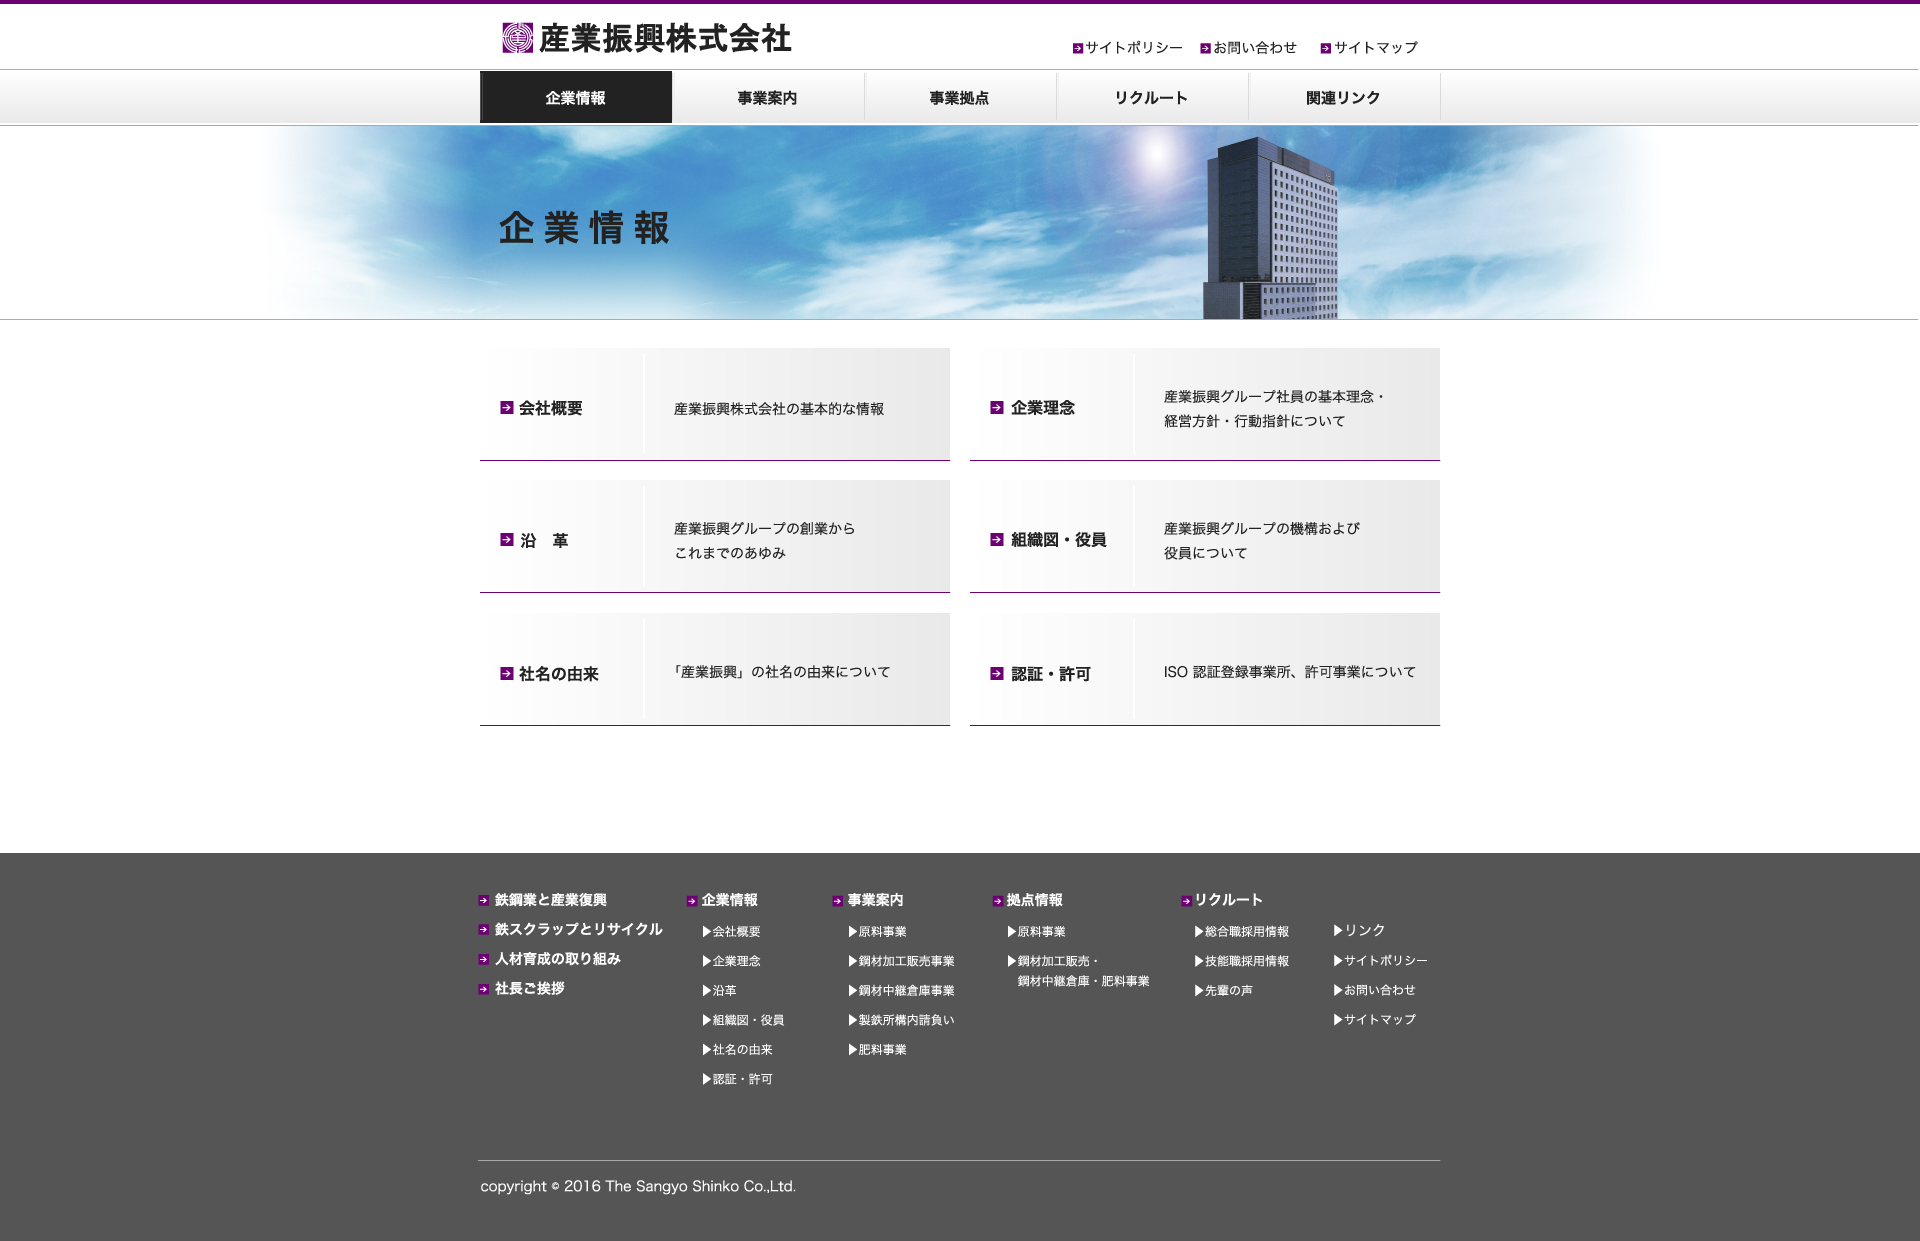 産業振興株式会社
サイトポリシー お問い合わせ サイトマップ
企業情報 事業案内 事業拠点 リクルート 関連リンク
企業情報
会社概要
産業振興株式会社の基本的な情報
企業理念
産業振興グループ社員の基本理念・
経営方針・行動指針について
沿　革
産業振興グループの創業から
これまでのあゆみ
組織図・役員
産業振興グループの機構および
役員について
社名の由来
「産業振興」の社名の由来について
認証・許可
ISO 認証登録事業所、許可事業について
鉄鋼業と産業復興
鉄スクラップとリサイクル
人材育成の取り組み
社長ご挨拶
企業情報
▶会社概要
▶企業理念
▶沿革
▶組織図・役員
▶社名の由来
▶認証・許可
事業案内
▶原料事業
▶鋼材加工販売事業
▶鋼材中継倉庫事業
▶製鉄所構内請負い
▶肥料事業
拠点情報
▶原料事業
▶鋼材加工販売・
鋼材中継倉庫・肥料事業
リクルート
▶総合職採用情報
▶技能職採用情報
▶先輩の声
▶リンク
▶サイトポリシー
▶お問い合わせ
▶サイトマップ
copyright © 2016 The Sangyo Shinko Co.,Ltd.